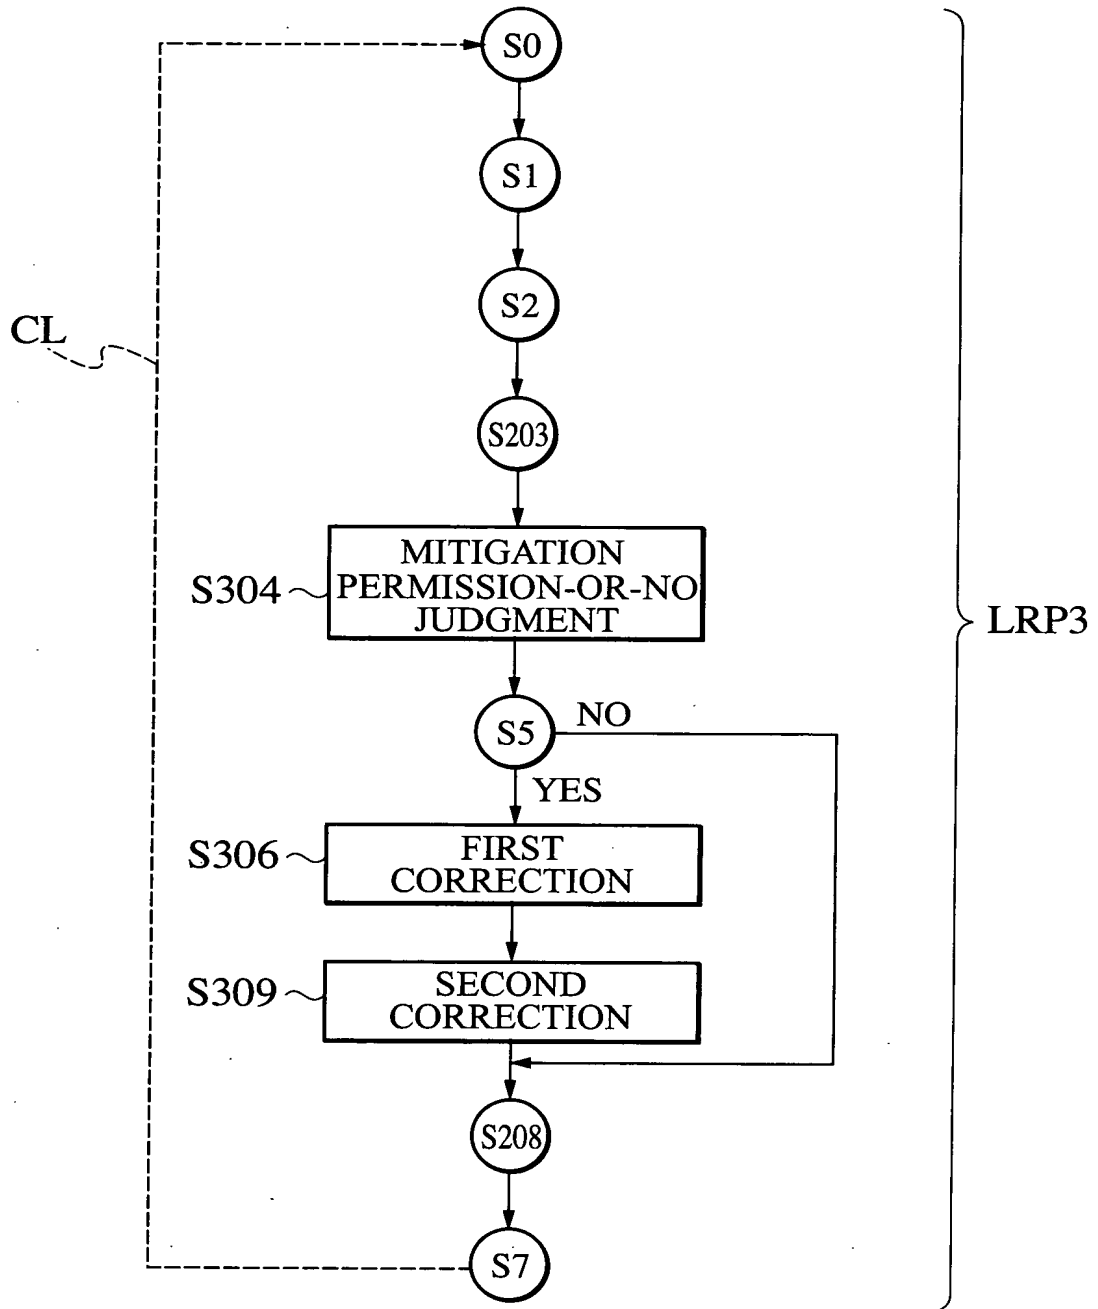 S0
S1
S2
CL
S203
MITIGATION
S304
PERMISSION-OR-NO
JUDGMENT
LRP3
S5
NO
YES
S306
FIRST
CORRECTION
S309
SECOND
CORRECTION
S208
S7